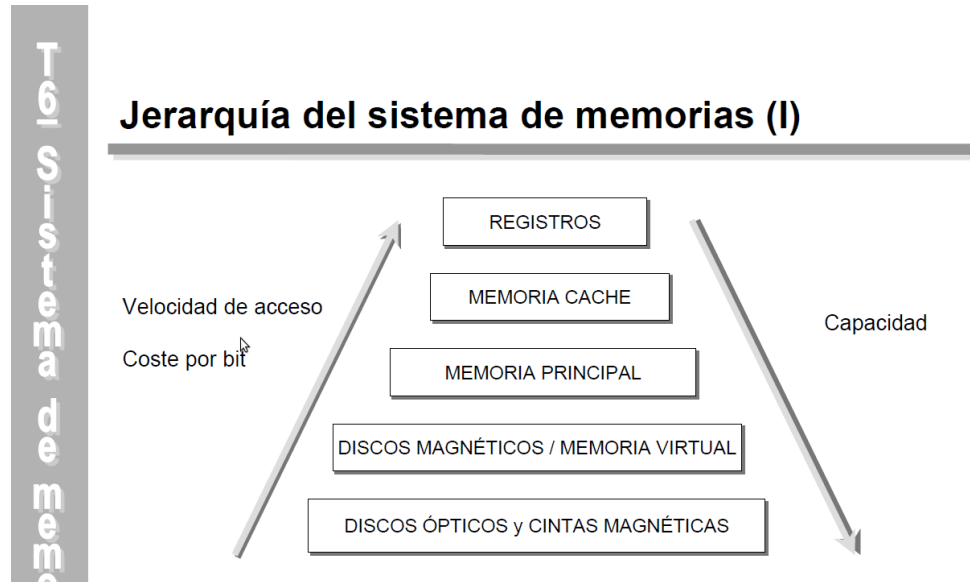 T6_ Sistema de mem
Jerarquía del sistema de memorias (I)
REGISTROS
MEMORIA CACHE
Velocidad de acceso
Capacidad
Coste por bit
MEMORIA PRINCIPAL
DISCOS MAGNÉTICOS / MEMORIA VIRTUAL
DISCOS ÓPTICOS y CINTAS MAGNÉTICAS